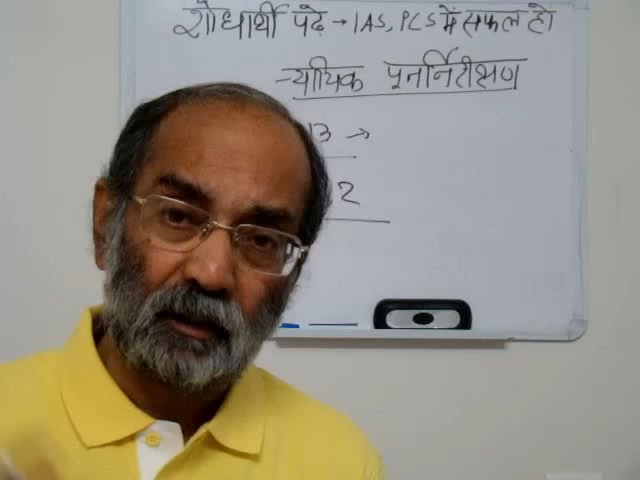 शोधार्थी पढे → IAS, PCS में सफल हो
न्यायिक पुनर्निरीक्षण
13 →
2